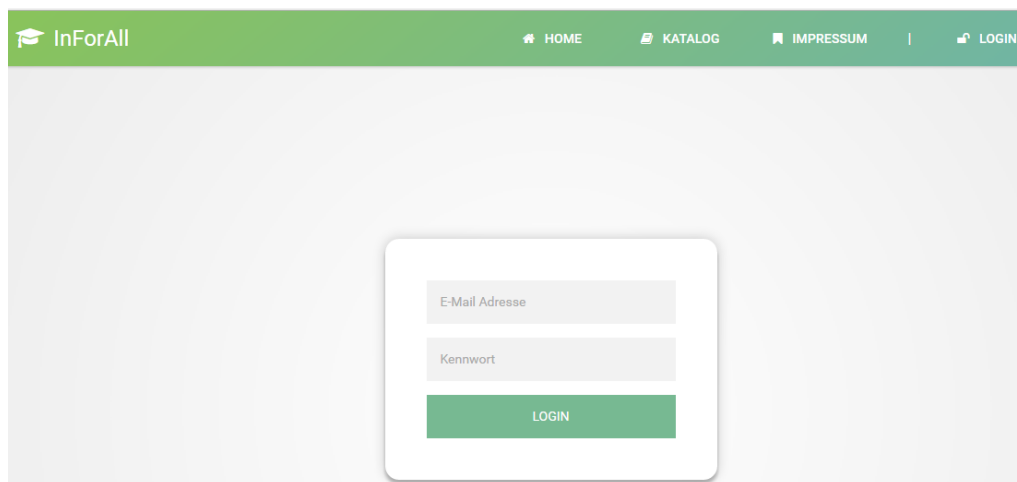 InForAll HOME KATALOG IMPRESSUM | LOGIN
E-Mail Adresse
Kennwort
LOGIN